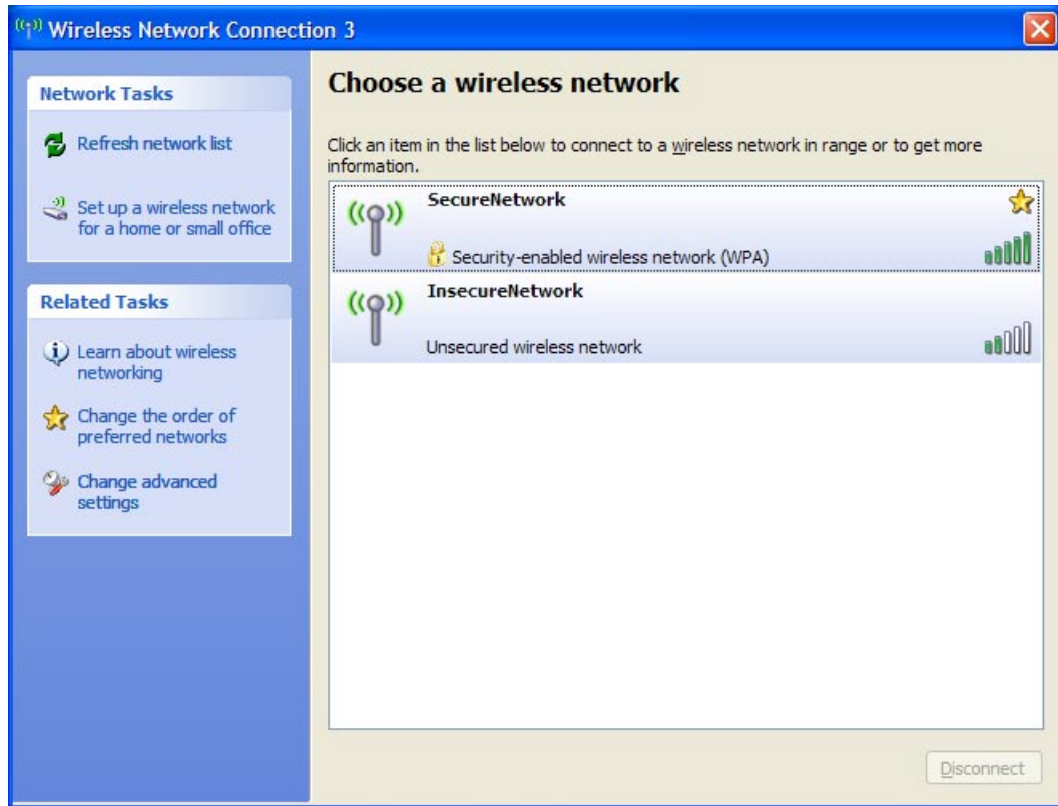 Wireless Network Connection 3
Network Tasks
Refresh network list
Set up a wireless network
for a home or small office
Related Tasks
Learn about wireless
networking
Change the order of
preferred networks
Change advanced
settings
Choose a wireless network
Click an item in the list below to connect to a wireless network in range or to get more
information.
SecureNetwork
Security-enabled wireless network (WPA)
InsecureNetwork
Unsecured wireless network
Disconnect